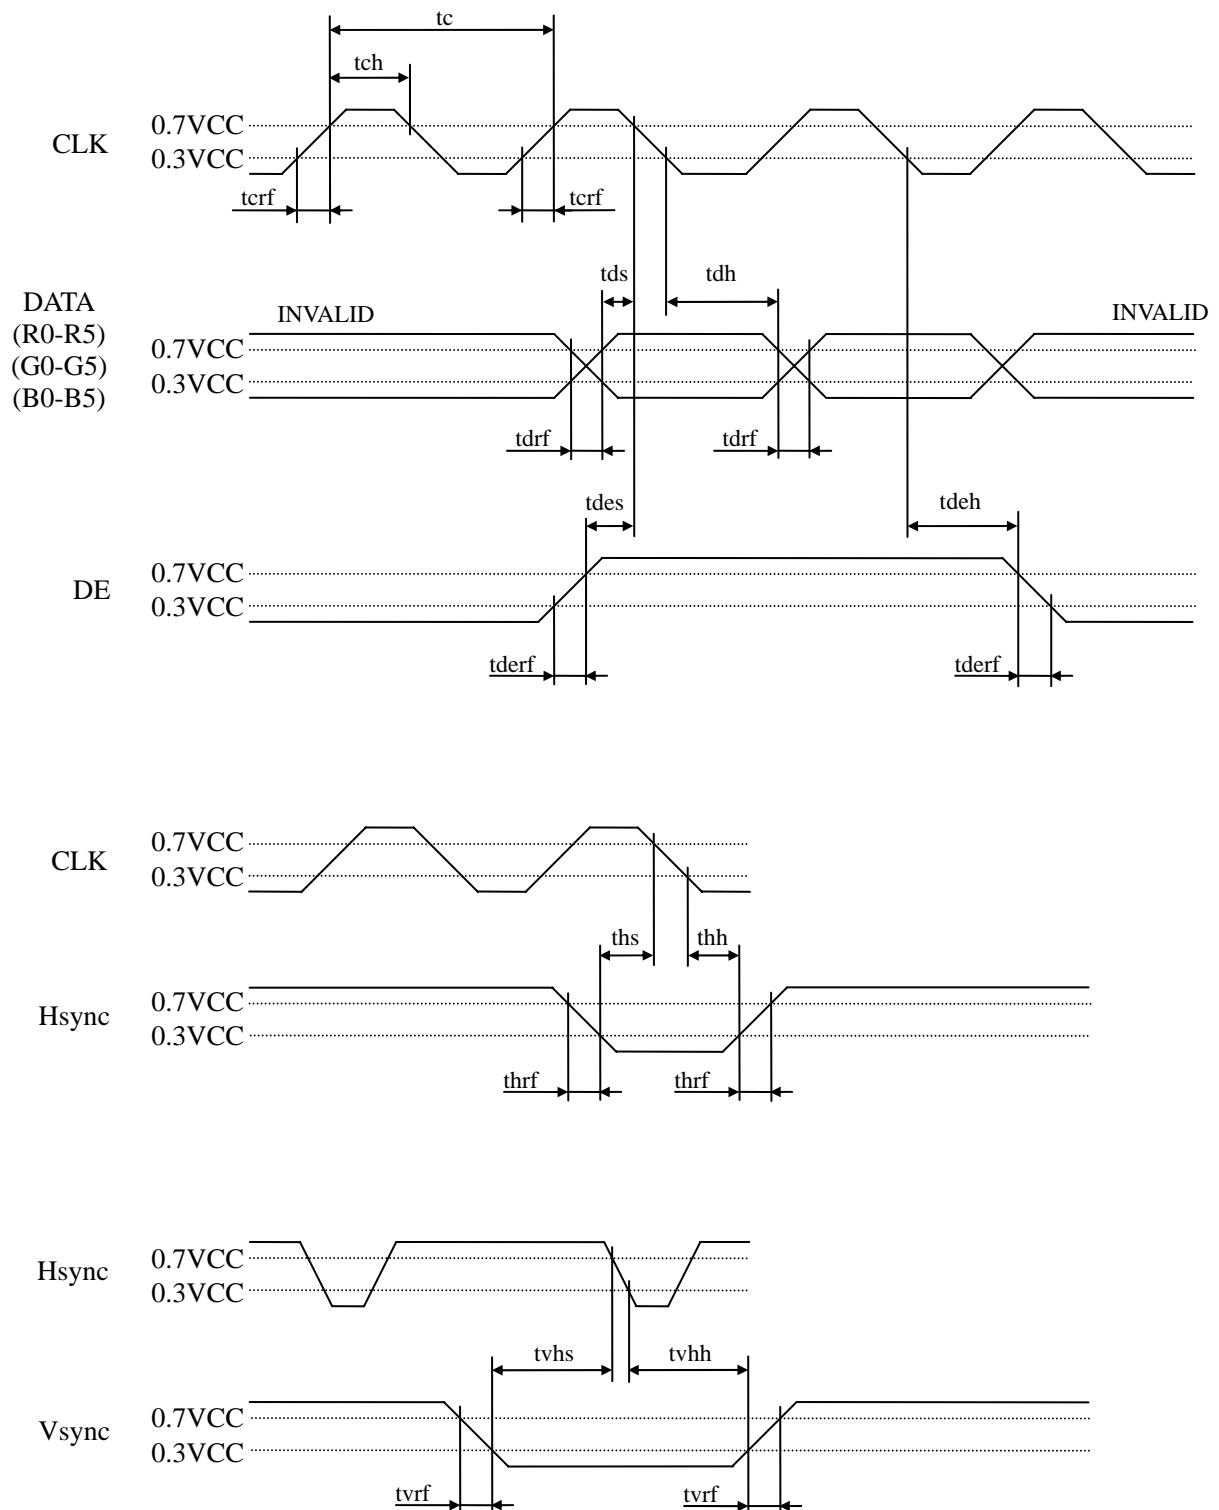 tc
tch
CLK
0.7VCC
0.3VCC
tcrf
tcrf
tds
tdh
DATA
(R0-R5)
(G0-G5)
(B0-B5)
INVALID
INVALID
0.7VCC
0.3VCC
tdrf
tdrf
tdes
tdeh
DE
0.7VCC
0.3VCC
tderf
tderf
CLK
0.7VCC
0.3VCC
ths
thh
Hsync
0.7VCC
0.3VCC
thrf
thrf
Hsync
0.7VCC
0.3VCC
tvhs
tvhh
Vsync
0.7VCC
0.3VCC
tvrf
tvrf